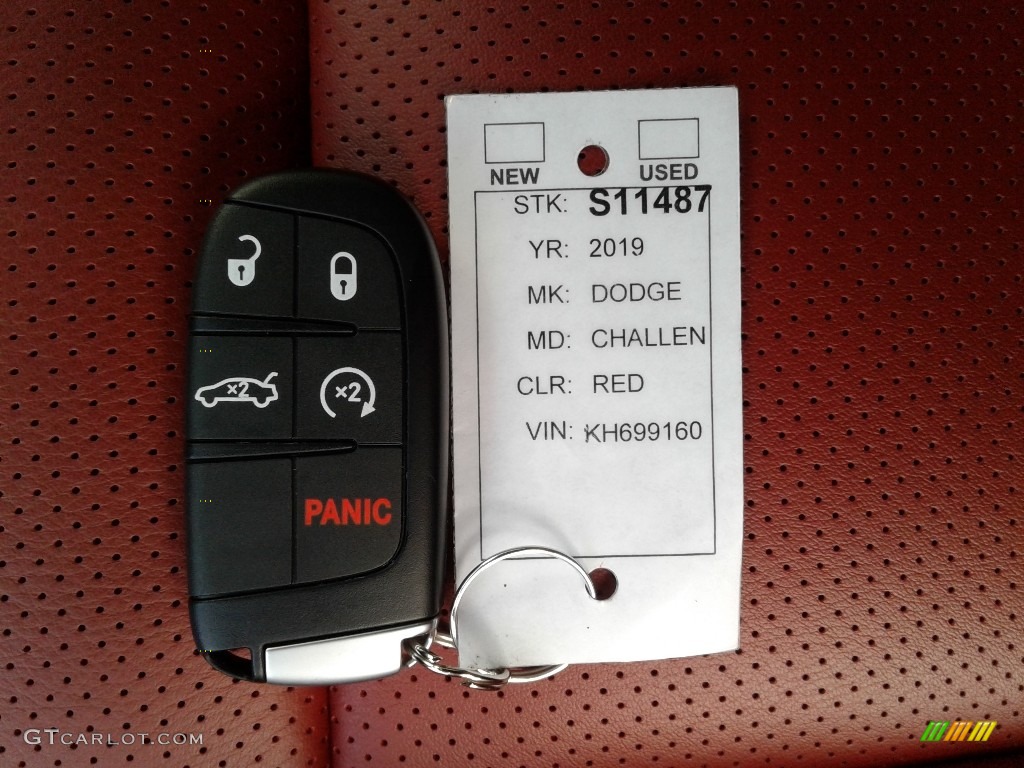 NEW USED
STK: S11487
YR: 2019
MK: DODGE
MD: CHALLEN
CLR: RED
VIN: KH699160
×2 ×2
PANIC
GTCARLOT.COM